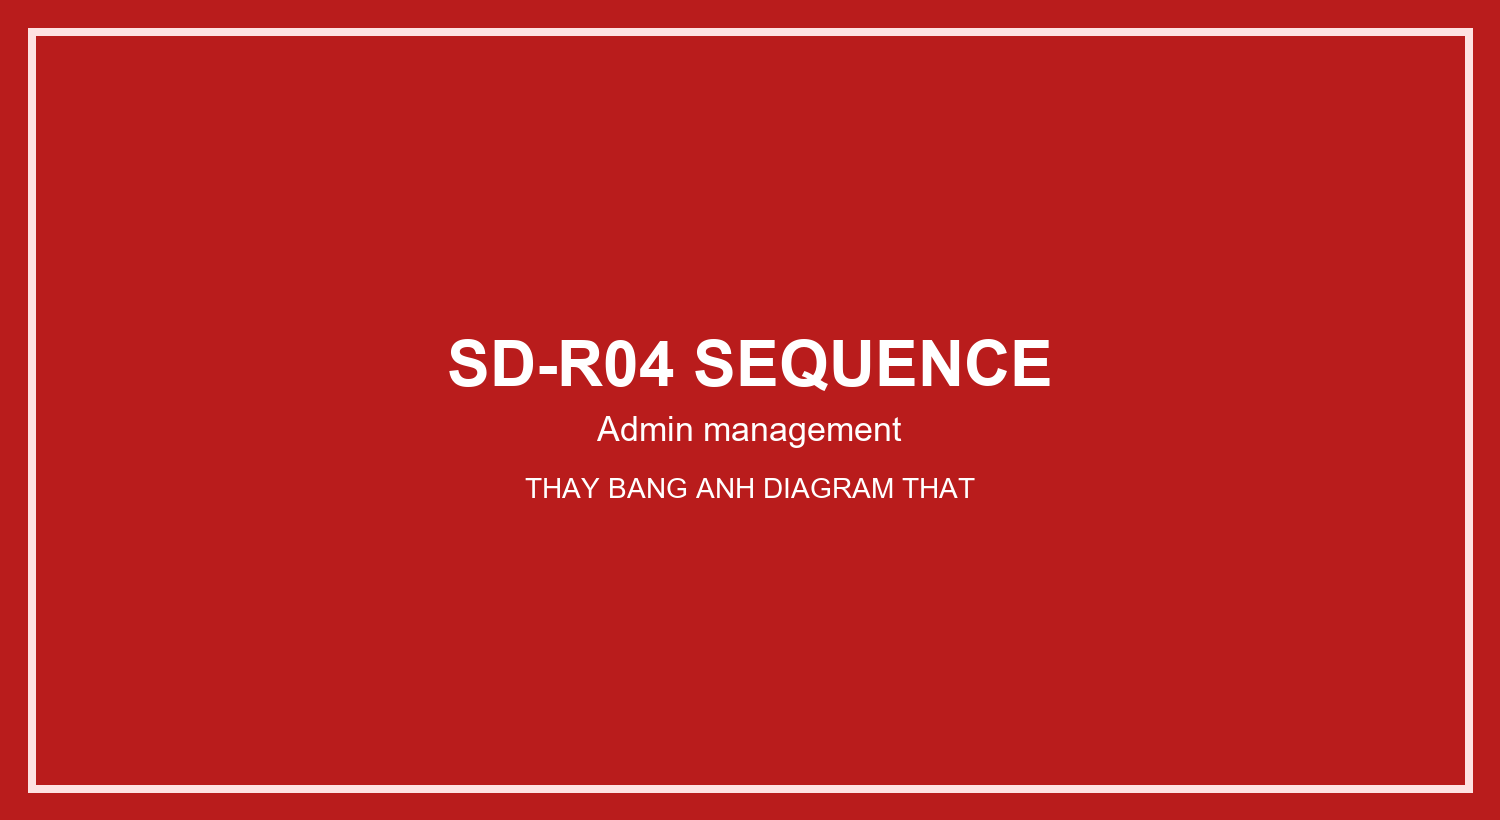 SD-R04 SEQUENCE
Admin management
THAY BANG ANH DIAGRAM THAT